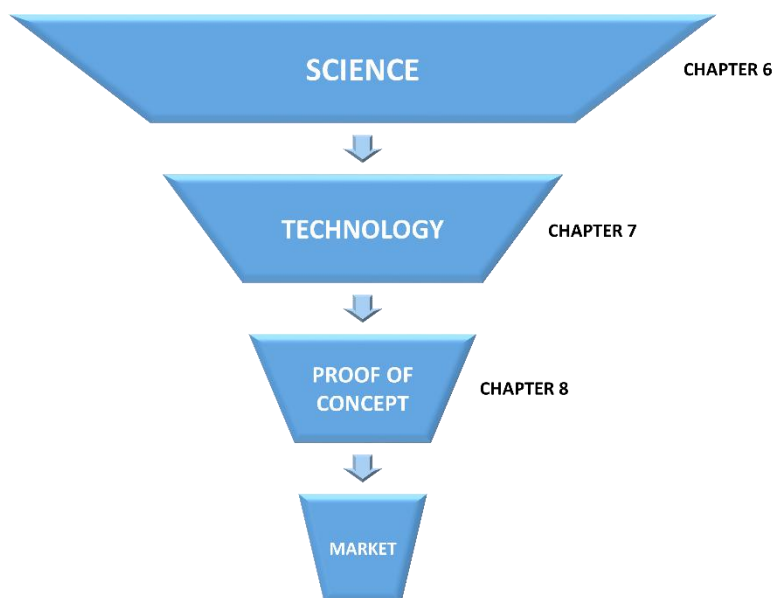 SCIENCE
CHAPTER 6
TECHNOLOGY
CHAPTER 7
PROOF OF
CONCEPT
CHAPTER 8
MARKET